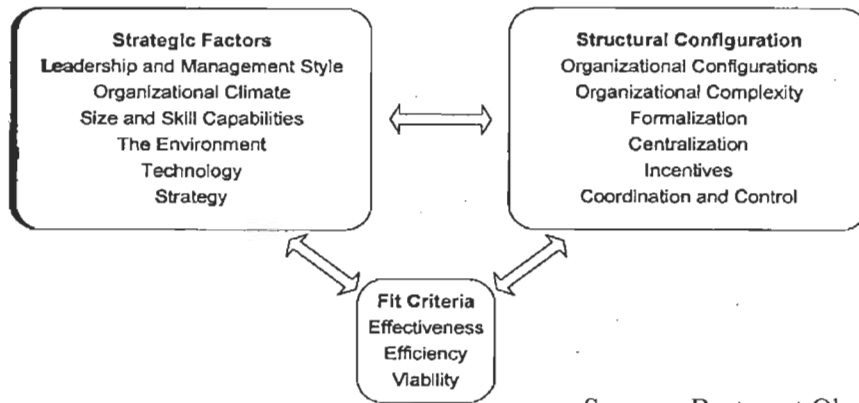 Strategic Factors
Leadership and Management Style
Organizational Climate
Size and Skill Capabilities
The Environment
Technology
Strategy
Structural Configuration
Organizational Configurations
Organizational Complexity
Formalization
Centralization
Incentives
Coordination and Control
Fit Criteria
Effectiveness
Efficiency
Viability